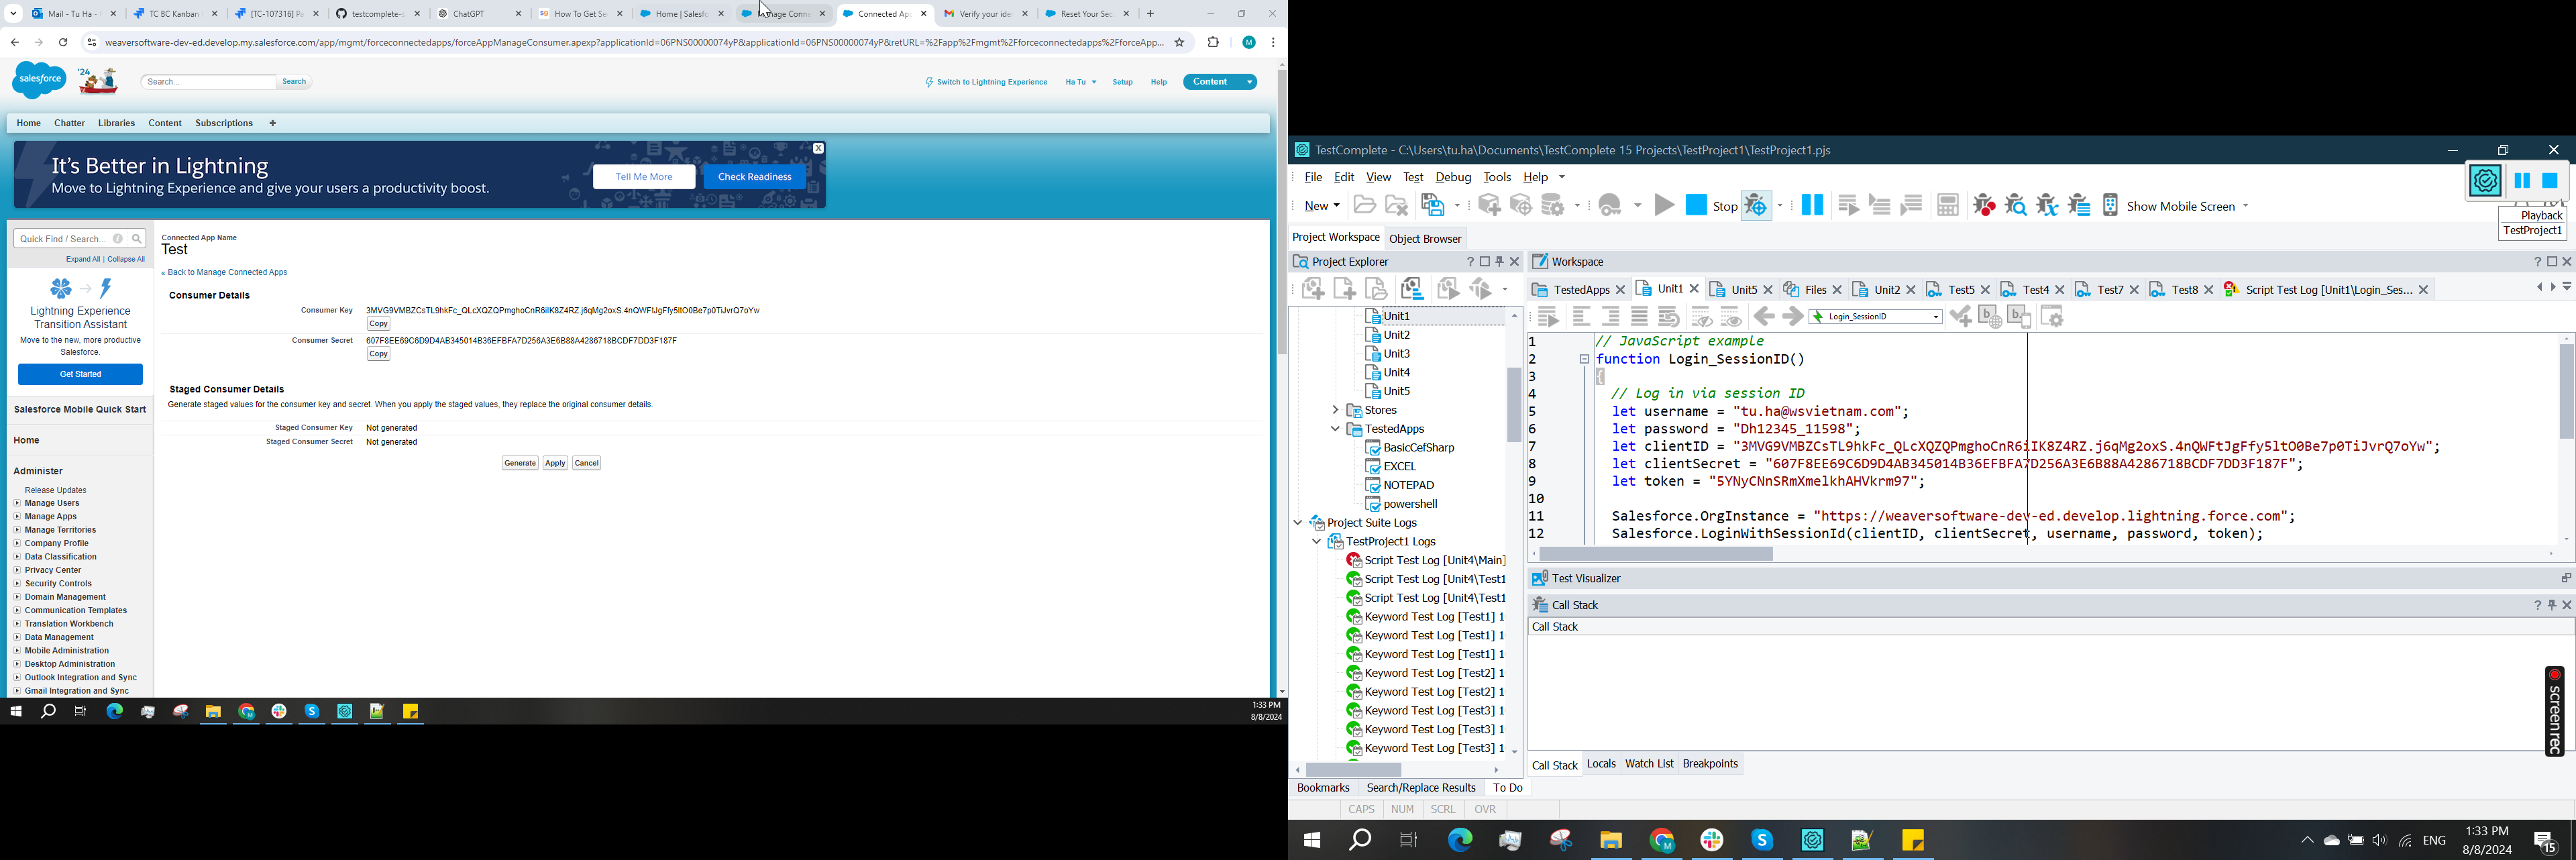 Mail - Tu Ha -
TC BC Kanban
[TC-107316] Pa
testcomplete-s
ChatGPT
How To Get Se
Home | Salesfo
Manage Conne
Connected Ap
Verify your ide
Reset Your Sec
weaversoftware-dev-ed.develop.my.salesforce.com/app/mgmt/forceconnectedapps/forceAppManageConsumer.apexp?applicationId=06PNS00000074yP&applicationId=06PNS00000074yP&retURL=%2Fapp%2Fmgmt%2Fforceconnectedapps%2FforceApp...
M
salesforce
'24
Search...
Search
Switch to Lightning Experience
Ha Tu
Setup
Help
Content
Home
Chatter
Libraries
Content
Subscriptions
+
It's Better in Lightning
Move to Lightning Experience and give your users a productivity boost.
Tell Me More
Check Readiness
X
Quick Find / Search...
Expand All | Collapse All
Lightning Experience
Transition Assistant
Move to the new, more productive
Salesforce.
Get Started
Salesforce Mobile Quick Start
Home
Administer
Release Updates
Manage Users
Manage Apps
Manage Territories
Company Profile
Data Classification
Privacy Center
Security Controls
Domain Management
Communication Templates
Translation Workbench
Data Management
Mobile Administration
Desktop Administration
Outlook Integration and Sync
Gmail Integration and Sync
Connected App Name
Test
« Back to Manage Connected Apps
Consumer Details
Consumer Key
3MVG9VMBZCsTL9hkFc_QLcXQZQPmghoCnR6iIK8Z4RZ.j6qMg2oxS.4nQWFtJgFfy5ltO0Be7p0TiJvrQ7oYw
Copy
Consumer Secret
607F8EE69C6D9D4AB345014B36EFBFA7D256A3E6B88A4286718BCDF7DD3F187F
Copy
Staged Consumer Details
Generate staged values for the consumer key and secret. When you apply the staged values, they replace the original consumer details.
Staged Consumer Key Not generated
Staged Consumer Secret Not generated
Generate
Apply
Cancel
1:33 PM
8/8/2024
TestComplete - C:\Users\tu.ha\Documents\TestComplete 15 Projects\TestProject1\TestProject1.pjs
File Edit View Test Debug Tools Help
New
Stop
Show Mobile Screen
Playback
TestProject1
Project Workspace
Object Browser
Project Explorer
Unit1
Unit2
Unit3
Unit4
Unit5
Stores
TestedApps
BasicCefSharp
EXCEL
NOTEPAD
powershell
Project Suite Logs
TestProject1 Logs
Script Test Log [Unit4\Main]
Script Test Log [Unit4\Test1
Script Test Log [Unit4\Test1
Keyword Test Log [Test1] 1
Keyword Test Log [Test1] 1
Keyword Test Log [Test1] 1
Keyword Test Log [Test2] 1
Keyword Test Log [Test2] 1
Keyword Test Log [Test3] 1
Keyword Test Log [Test3] 1
Keyword Test Log [Test3] 1
Bookmarks
Search/Replace Results
To Do
Workspace
TestedApps
Unit1
Unit5
Files
Unit2
Test5
Test4
Test7
Test8
Script Test Log [Unit1\Login_Ses...
Login_SessionID
1 // JavaScript example
2 function Login_SessionID()
3 {
4 // Log in via session ID
5 let username = "tu.ha@wsvietnam.com";
6 let password = "Dh12345_11598";
7 let clientID = "3MVG9VMBZCsTL9hkFc_QLcXQZQPmghoCnR6iIK8Z4RZ.j6qMg2oxS.4nQWFtJgFfy5ltO0Be7p0TiJvrQ7oYw";
8 let clientSecret = "607F8EE69C6D9D4AB345014B36EFBFA7D256A3E6B88A4286718BCDF7DD3F187F";
9 let token = "5YNyCNnSRmXmelkhAHVkrm97";
10
11 Salesforce.OrgInstance = "https://weaversoftware-dev-ed.develop.lightning.force.com";
12 Salesforce.LoginWithSessionId(clientID, clientSecret, username, password, token);
Test Visualizer
Call Stack
Call Stack
Call Stack
Locals
Watch List
Breakpoints
screenrec
CAPS NUM SCRL OVR
ENG
1:33 PM
8/8/2024
15